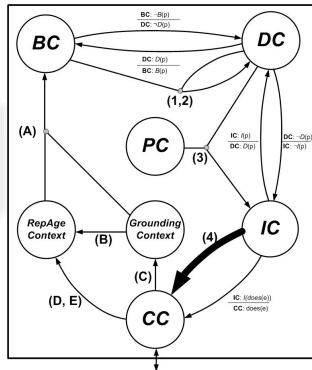 BC: ¬B(p)
DC: ¬D(p)
BC
DC
DC: D(p)
BC: B(p)
(1,2)
(A)
PC
(3)
IC: I(p)
DC: D(p)
DC: ¬D(p)
IC: ¬I(p)
RepAge
Context
(B)
Grounding
Context
IC
(4)
(C)
(D, E)
CC
IC: I(does(e))
CC: does(e)